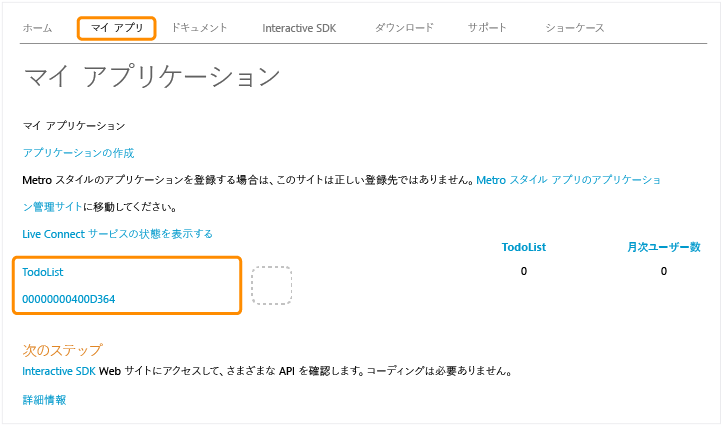 ホーム マイ アプリ ドキュメント Interactive SDK ダウンロード サポート ショーケース
マイ アプリケーション
マイ アプリケーション
アプリケーションの作成
Metro スタイルのアプリケーションを登録する場合は、このサイトは正しい登録先ではありません。Metro スタイル アプリのアプリケーショ
ン管理サイトに移動してください。
Live Connect サービスの状態を表示する
TodoList 月次ユーザー数
TodoList 0 0
00000000400D364
次のステップ
Interactive SDK Web サイトにアクセスして、さまざまな API を確認します。コーディングは必要ありません。
詳細情報